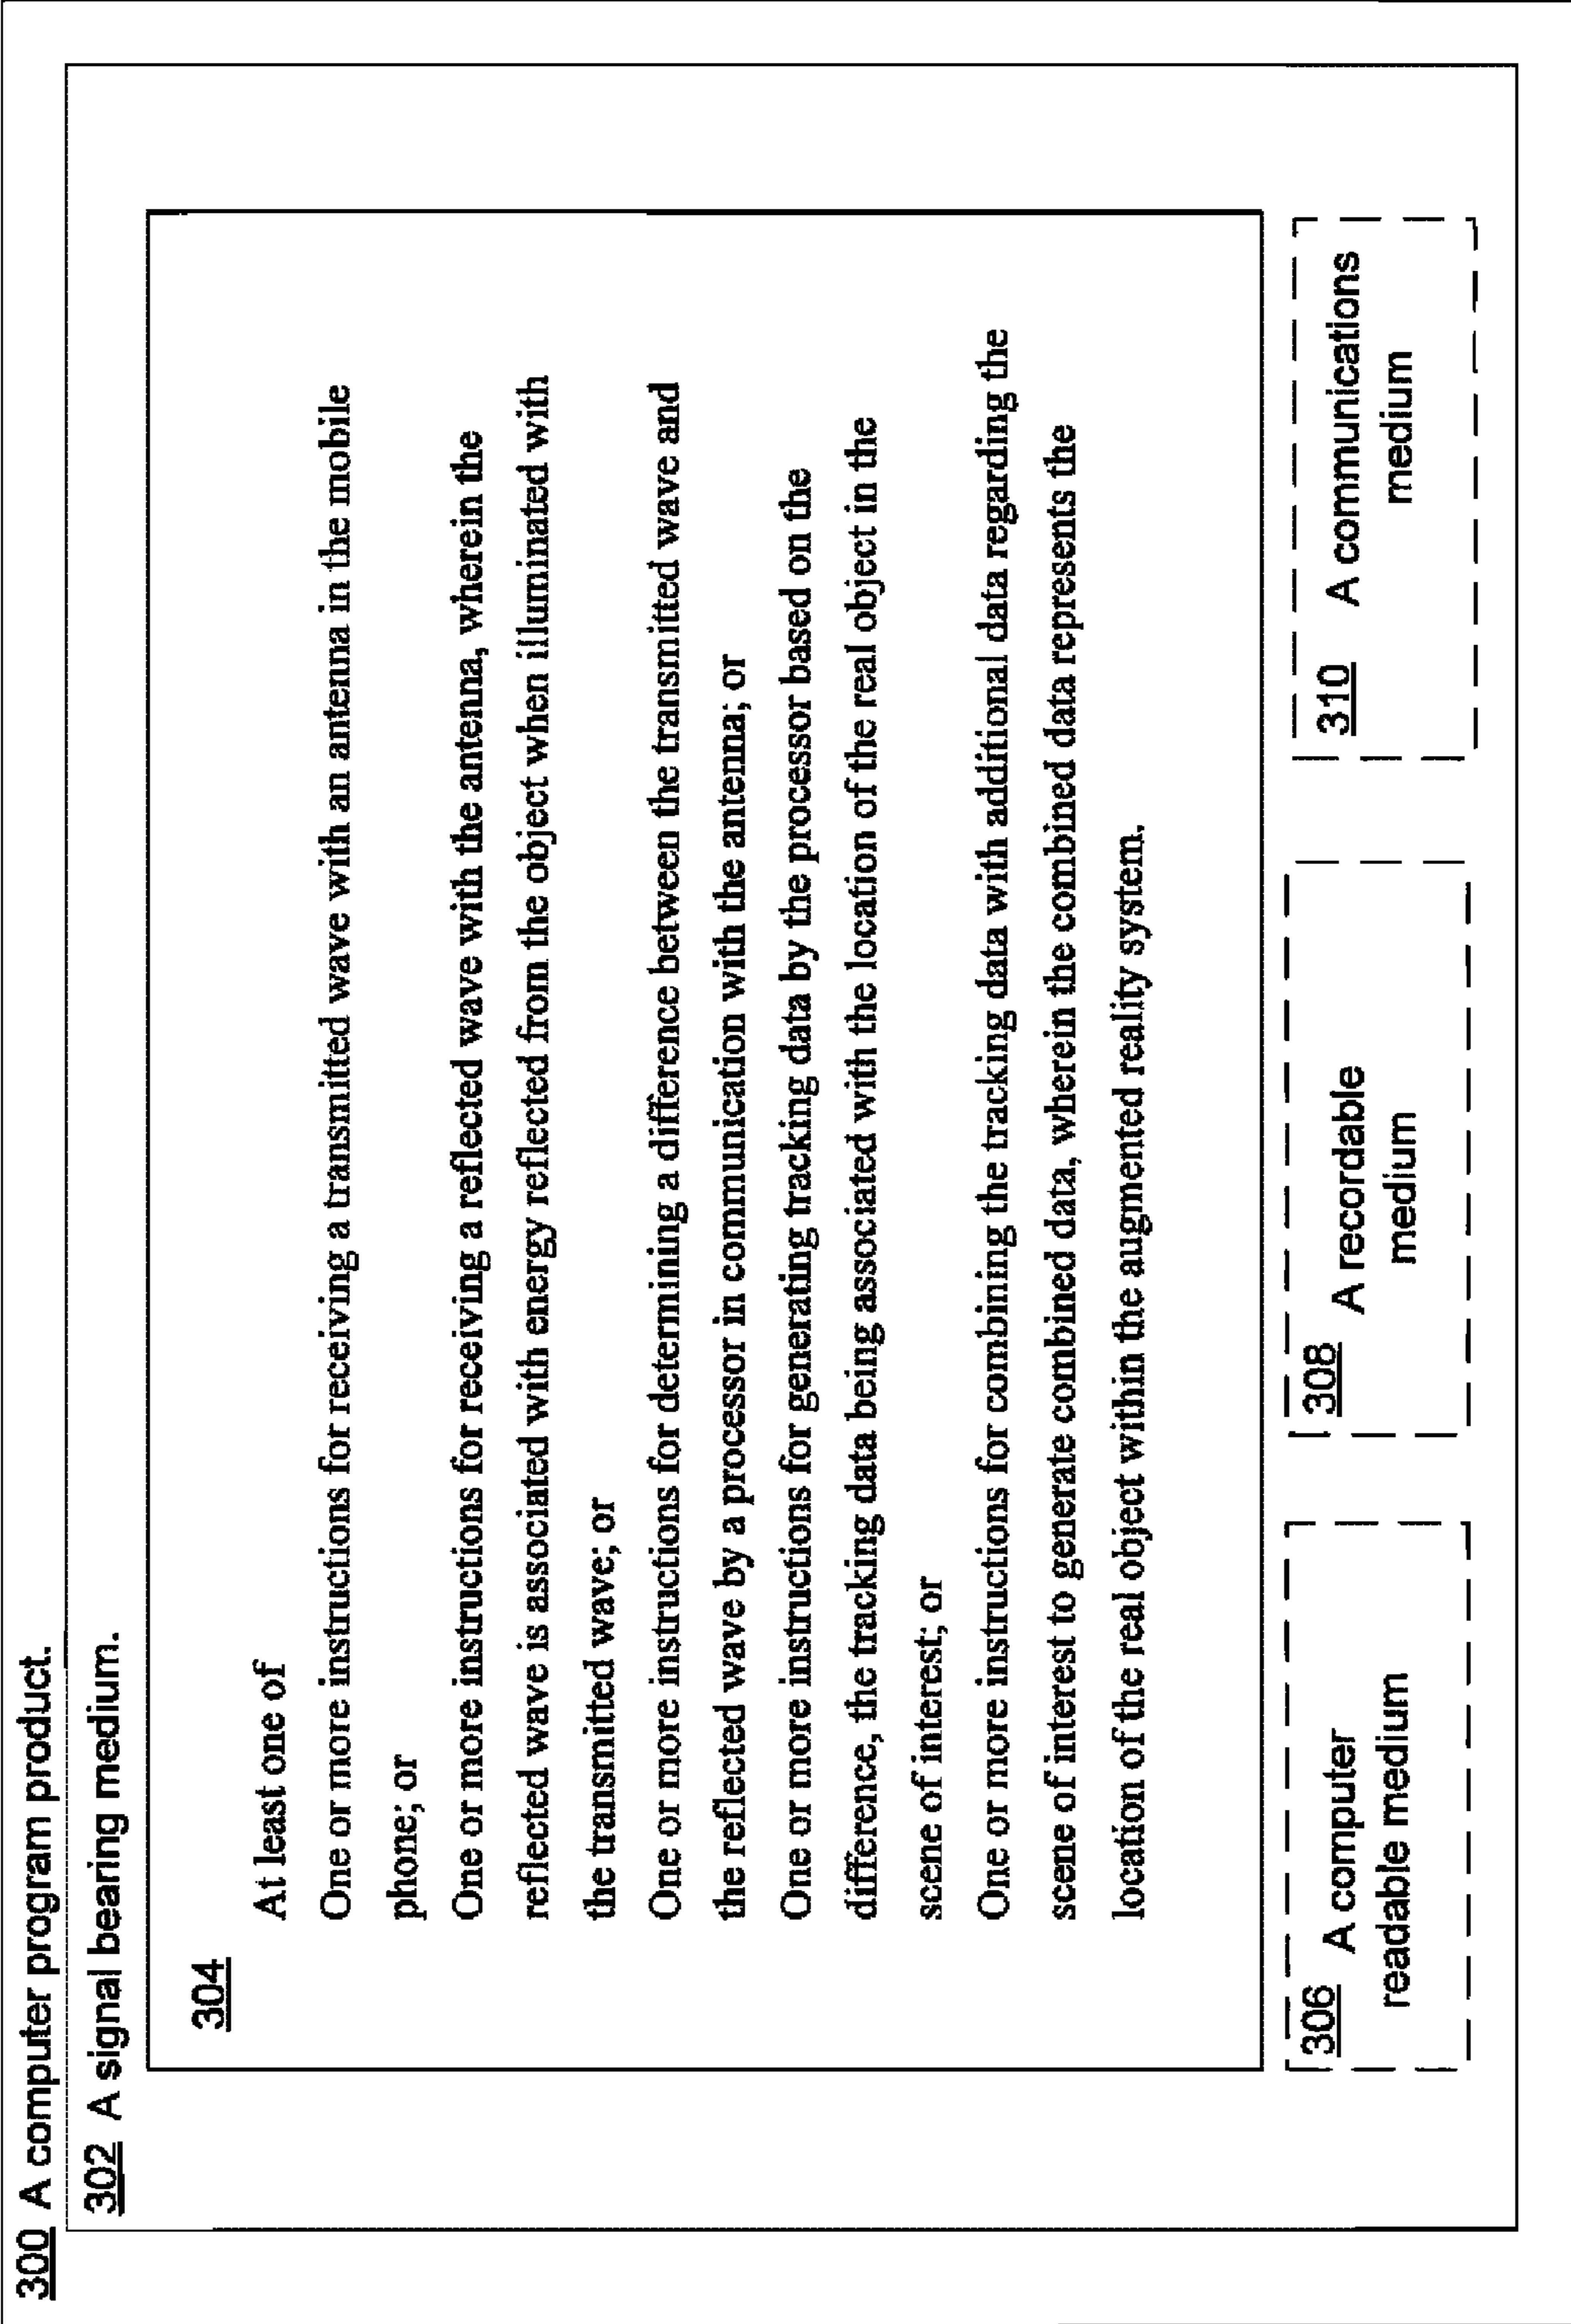 300 A computer program product.
302 A signal bearing medium.
304
At least one of
One or more instructions for receiving a transmitted wave with an antenna in the mobile
phone; or
One or more instructions for receiving a reflected wave with the antenna, wherein the
reflected wave is associated with energy reflected from the object when illuminated with
the transmitted wave; or
One or more instructions for determining a difference between the transmitted wave and
the reflected wave by a processor in communication with the antenna; or
One or more instructions for generating tracking data by the processor based on the
difference, the tracking data being associated with the location of the real object in the
scene of interest; or
One or more instructions for combining the tracking data with additional data regarding the
scene of interest to generate combined data, wherein the combined data represents the
location of the real object within the augmented reality system.
306 A computer
readable medium
308 A recordable
medium
310 A communications
medium